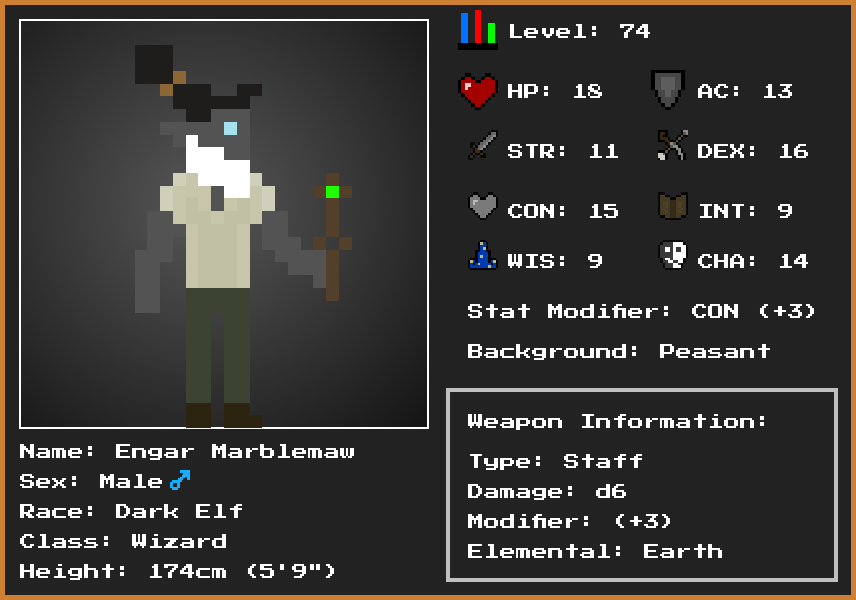 Level: 74
HP: 18
AC: 13
STR: 11
DEX: 16
CON: 15
INT: 9
WIS: 9
CHA: 14
Stat Modifier: CON (+3)
Background: Peasant
Weapon Information:
Type: Staff
Damage: d6
Modifier: (+3)
Elemental: Earth
Name: Engar Marblemaw
Sex: Male ♂
Race: Dark Elf
Class: Wizard
Height: 174cm (5'9")